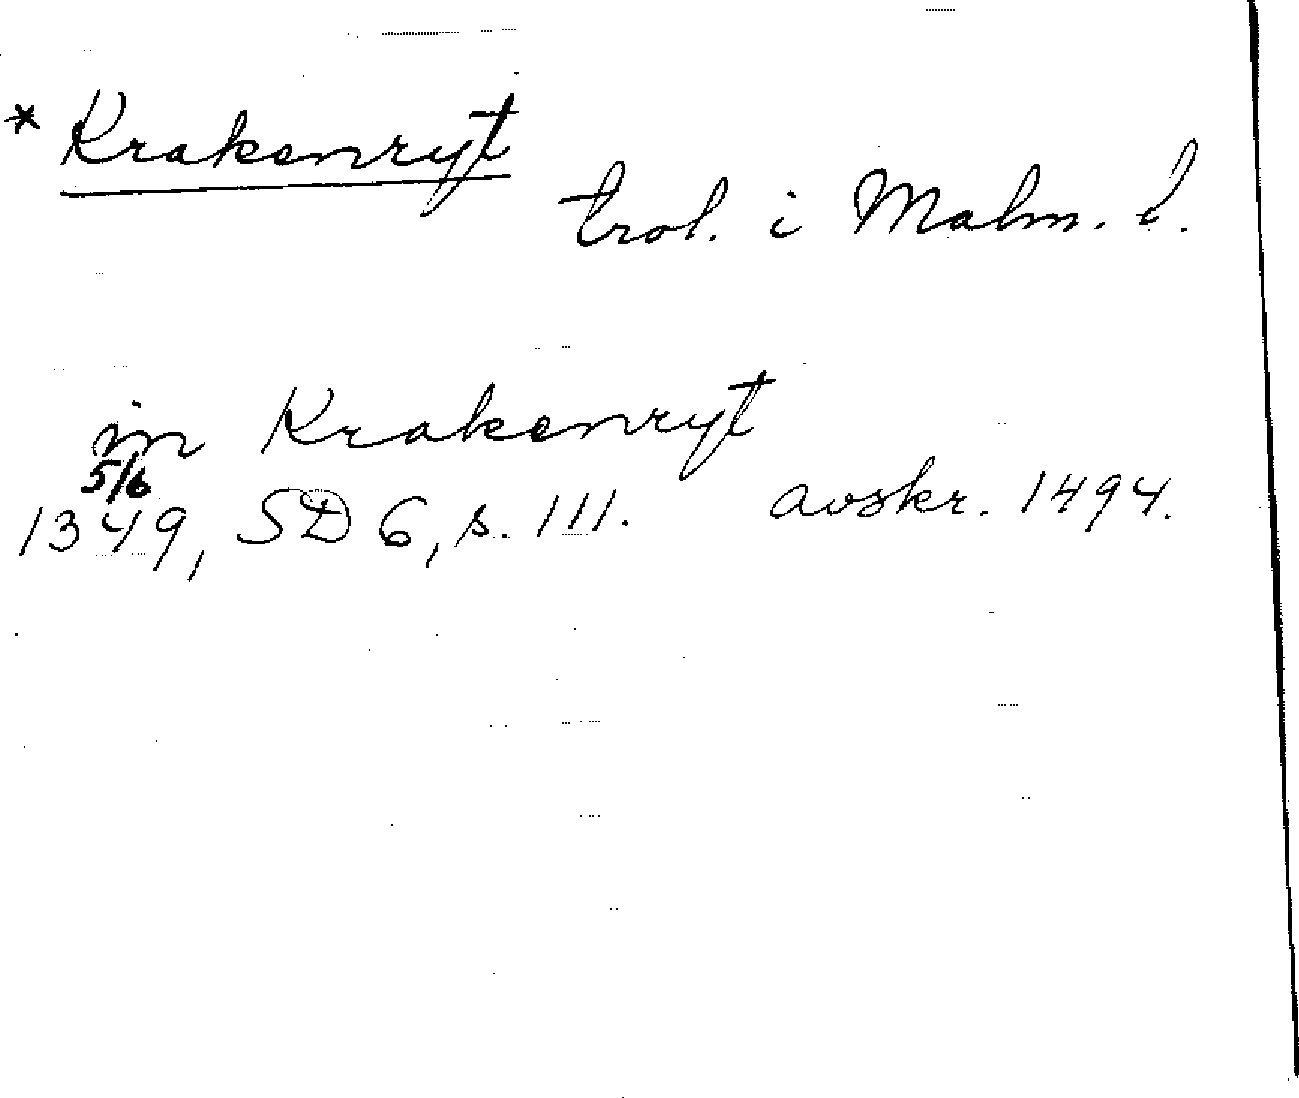 * Krakenryt
trol. i Malm. l.
in Krakenryt
5/6
1349, SD 6, s. 111. avskr. 1494.